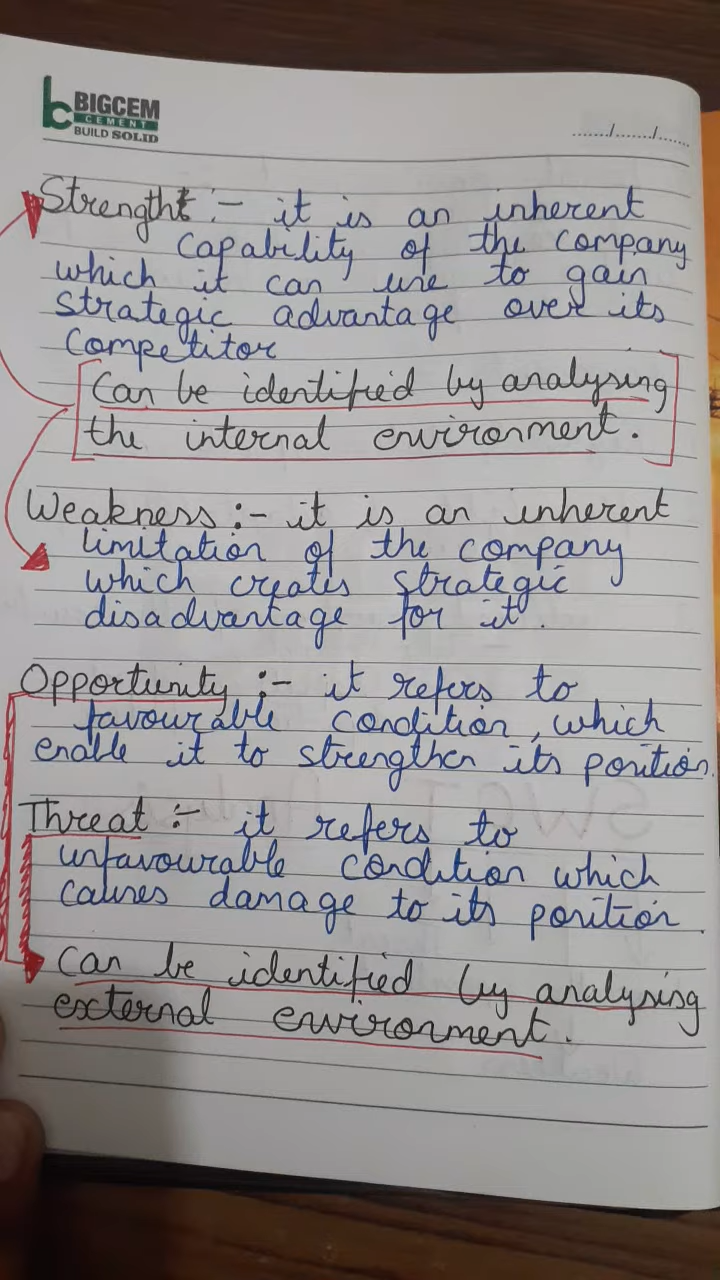 BIGCEM
CEMENT
BUILD SOLID
....../......./.......
Strength :- it is an inherent
capability of the company
which it can use to gain
strategic advantage over its
competitor
Can be identified by analysing
the internal environment.
Weakness :- it is an inherent
limitation of the company
which creates strategic
disadvantage for it.
Opportunity :- it refers to
favourable condition, which
enable it to strengthen its position.
Threat :- it refers to
unfavourable condition which
causes damage to its position.
Can be identified by analysing
external environment.